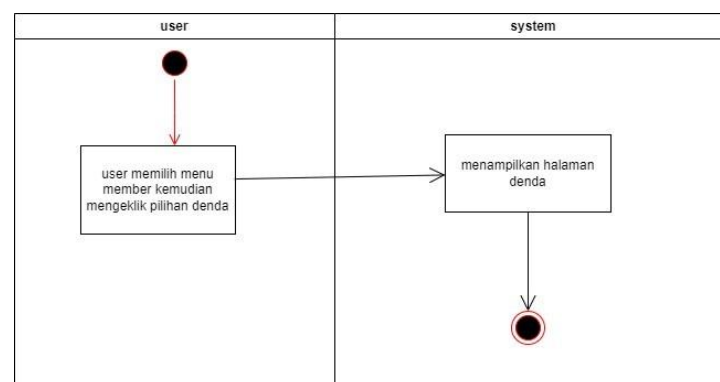 user
system
user memilih menu
member kemudian
mengeklik pilihan denda
menampilkan halaman
denda